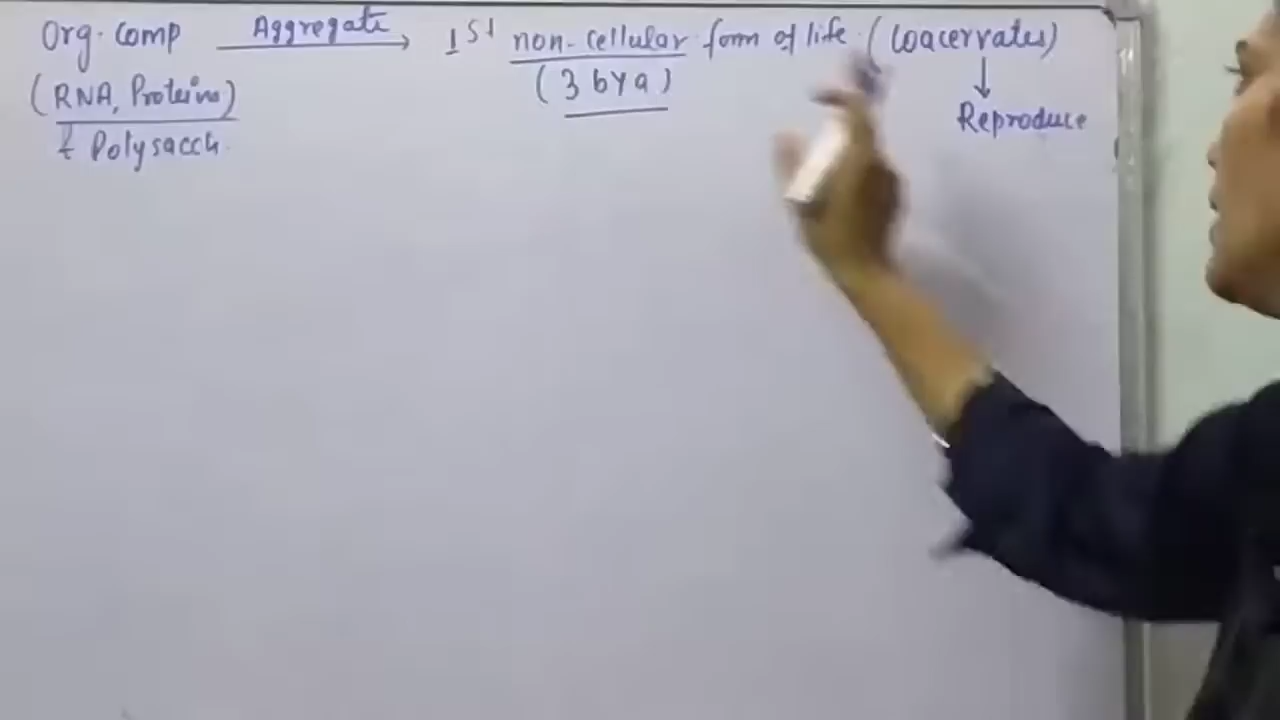 Org. Comp Aggregate → 1st non-cellular form of life (Coacervates)
(RNA, Proteins) (3 bya) ↓
& Polysacch. Reproduce